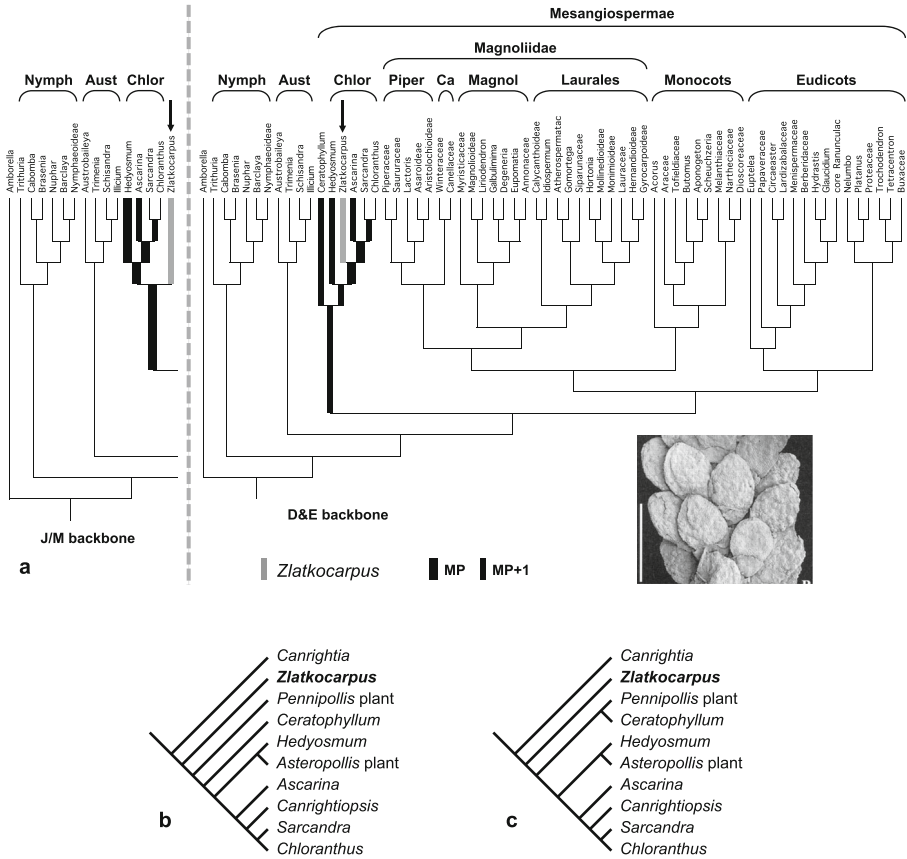 Mesangiospermae
Magnoliidae
Nymph Aust Chlor
Nymph Aust Chlor Piper Ca Magnol Laurales Monocots Eudicots
Amborella
Trithuria
Cabomba
Brasenia
Nuphar
Barclaya
Nymphaeoideae
Austrobaileya
Trimenia
Schisandra
Illicium
Hedyosmum
Ascarina
Sarcandra
Chloranthus
Zlatkocarpus
Amborella
Trithuria
Cabomba
Brasenia
Nuphar
Barclaya
Nymphaeoideae
Austrobaileya
Trimenia
Schisandra
Illicium
Ceratophyllum
Hedyosmum
Zlatkocarpus
Ascarina
Sarcandra
Chloranthus
Piperaceae
Saururaceae
Lactoris
Asaroideae
Aristolochioideae
Winteraceae
Canellaceae
Myristicaceae
Magnolioideae
Liriodendron
Galbulimima
Degeneria
Eupomatia
Annonaceae
Calycanthoideae
Idiospermum
Atherospermatac
Gomortega
Siparunaceae
Hortonia
Mollinedioideae
Monimioideae
Lauraceae
Hernandioideae
Gyrocarpoideae
Acorus
Araceae
Tofieldiaceae
Butomus
Aponogeton
Scheuchzeria
Melanthiaceae
Nartheciaceae
Dioscoreaceae
Euptelea
Papaveraceae
Circaeaster
Lardizabalaceae
Menispermaceae
Berberidaceae
Hydrastis
Glaucidium
core Ranunculac
Nelumbo
Platanus
Proteaceae
Trochodendron
Tetracentron
Buxaceae
J/M backbone
D&E backbone
a
Zlatkocarpus MP MP+1
Canrightia
Zlatkocarpus
Pennipollis plant
Ceratophyllum
Hedyosmum
Asteropollis plant
Ascarina
Canrightiopsis
Sarcandra
Chloranthus
b
Canrightia
Zlatkocarpus
Pennipollis plant
Ceratophyllum
Hedyosmum
Asteropollis plant
Ascarina
Canrightiopsis
Sarcandra
Chloranthus
c